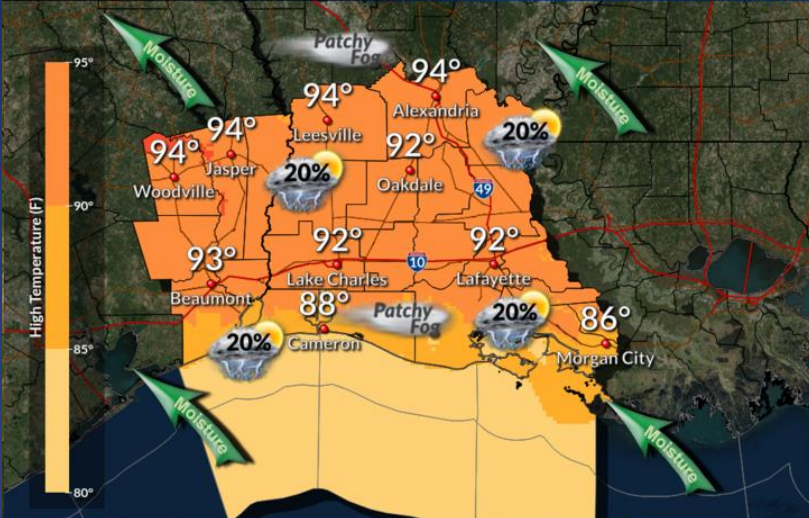 Moisture
Patchy
Fog
Moisture
95°
94°
Alexandria
94°
Leesville
94°
Jasper
94°
Woodville
20%
92°
Oakdale
20%
49
90°
High Temperature (F)
93°
Beaumont
92°
Lake Charles
10
92°
Lafayette
88°
Cameron
Patchy
Fog
20%
20%
86°
Morgan City
85°
Moisture
Moisture
80°